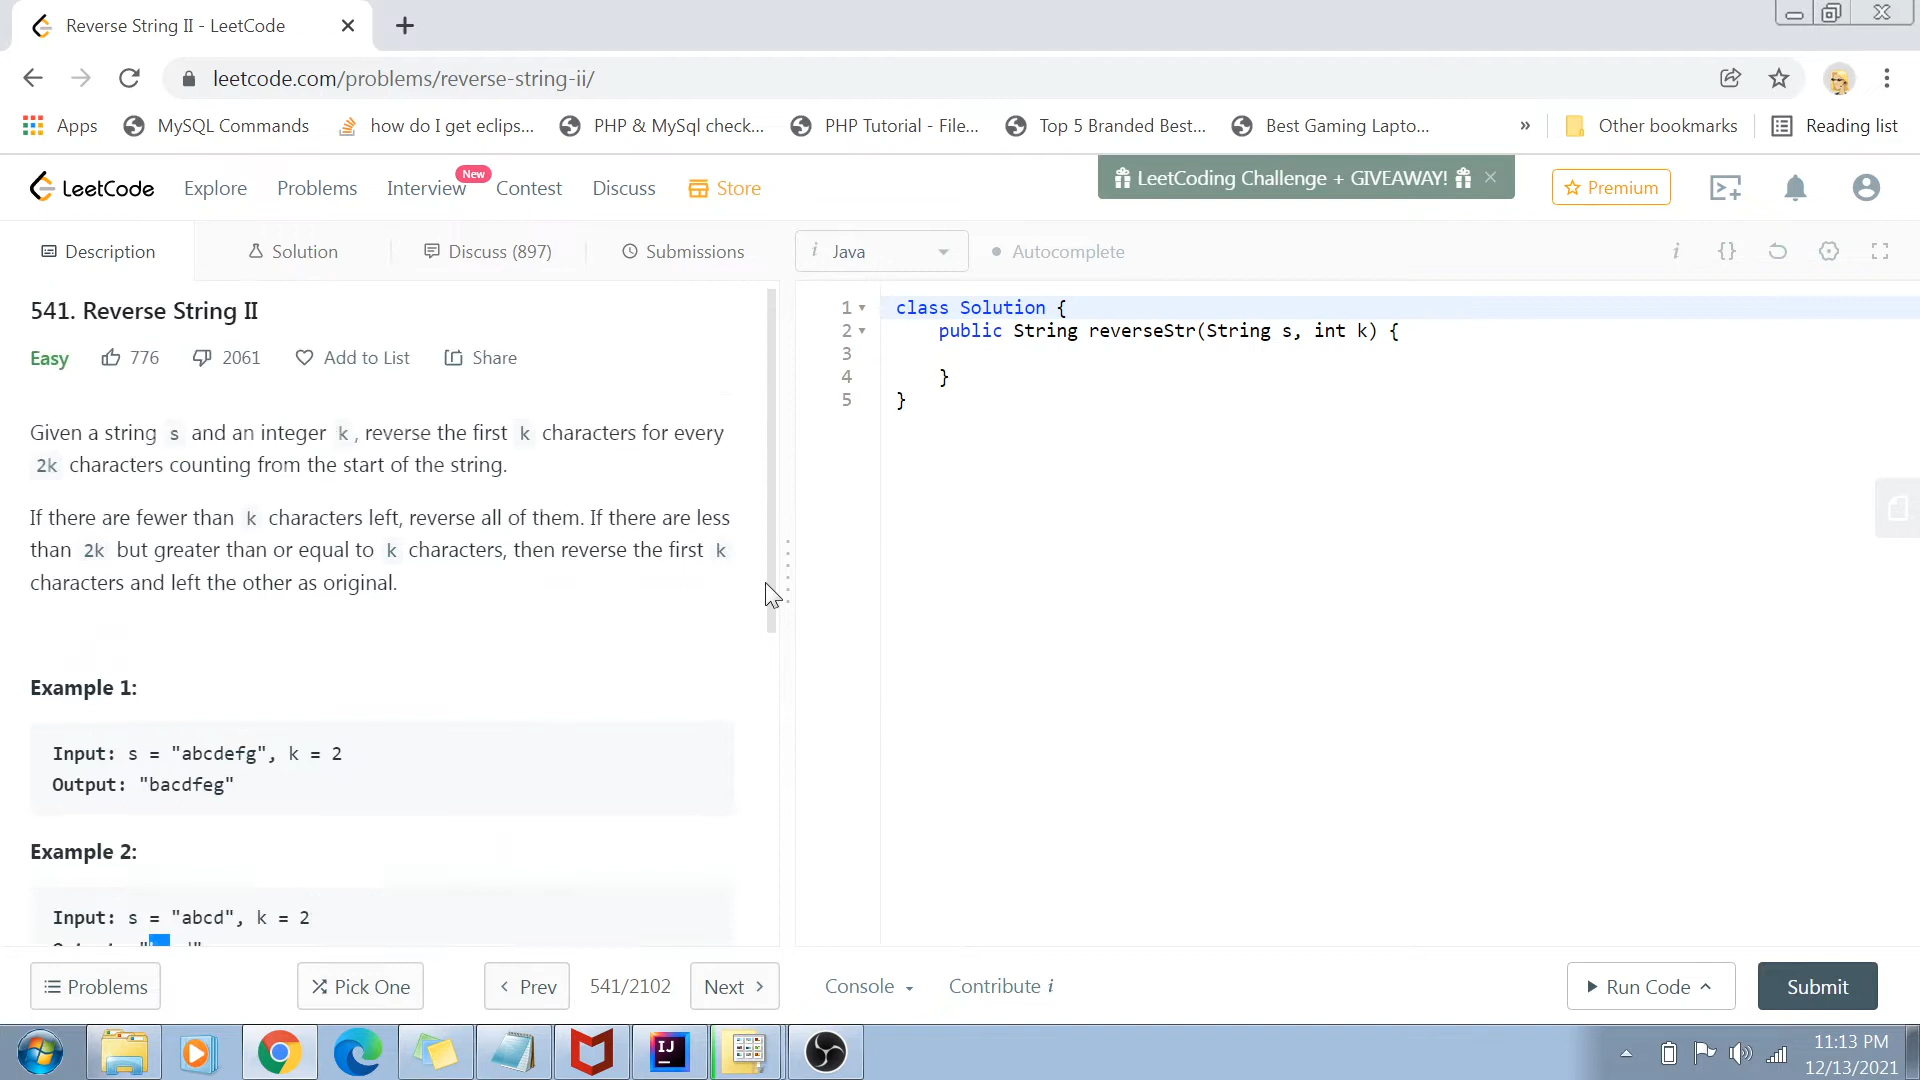 Reverse String II - LeetCode
leetcode.com/problems/reverse-string-ii/
Apps MySQL Commands how do I get eclips... PHP & MySql check... PHP Tutorial - File... Top 5 Branded Best... Best Gaming Lapto... » Other bookmarks Reading list
LeetCode Explore Problems Interview New Contest Discuss Store LeetCoding Challenge + GIVEAWAY! Premium
Description Solution Discuss (897) Submissions i Java Autocomplete i {}
541. Reverse String II
Easy 776 2061 Add to List Share
Given a string s and an integer k, reverse the first k characters for every
2k characters counting from the start of the string.
If there are fewer than k characters left, reverse all of them. If there are less
than 2k but greater than or equal to k characters, then reverse the first k
characters and left the other as original.
Example 1:
Input: s = "abcdefg", k = 2
Output: "bacdfeg"
Example 2:
Input: s = "abcd", k = 2
1 class Solution {
2 public String reverseStr(String s, int k) {
3
4 }
5 }
Problems Pick One Prev 541/2102 Next Console Contribute i Run Code Submit
IJ
11:13 PM
12/13/2021